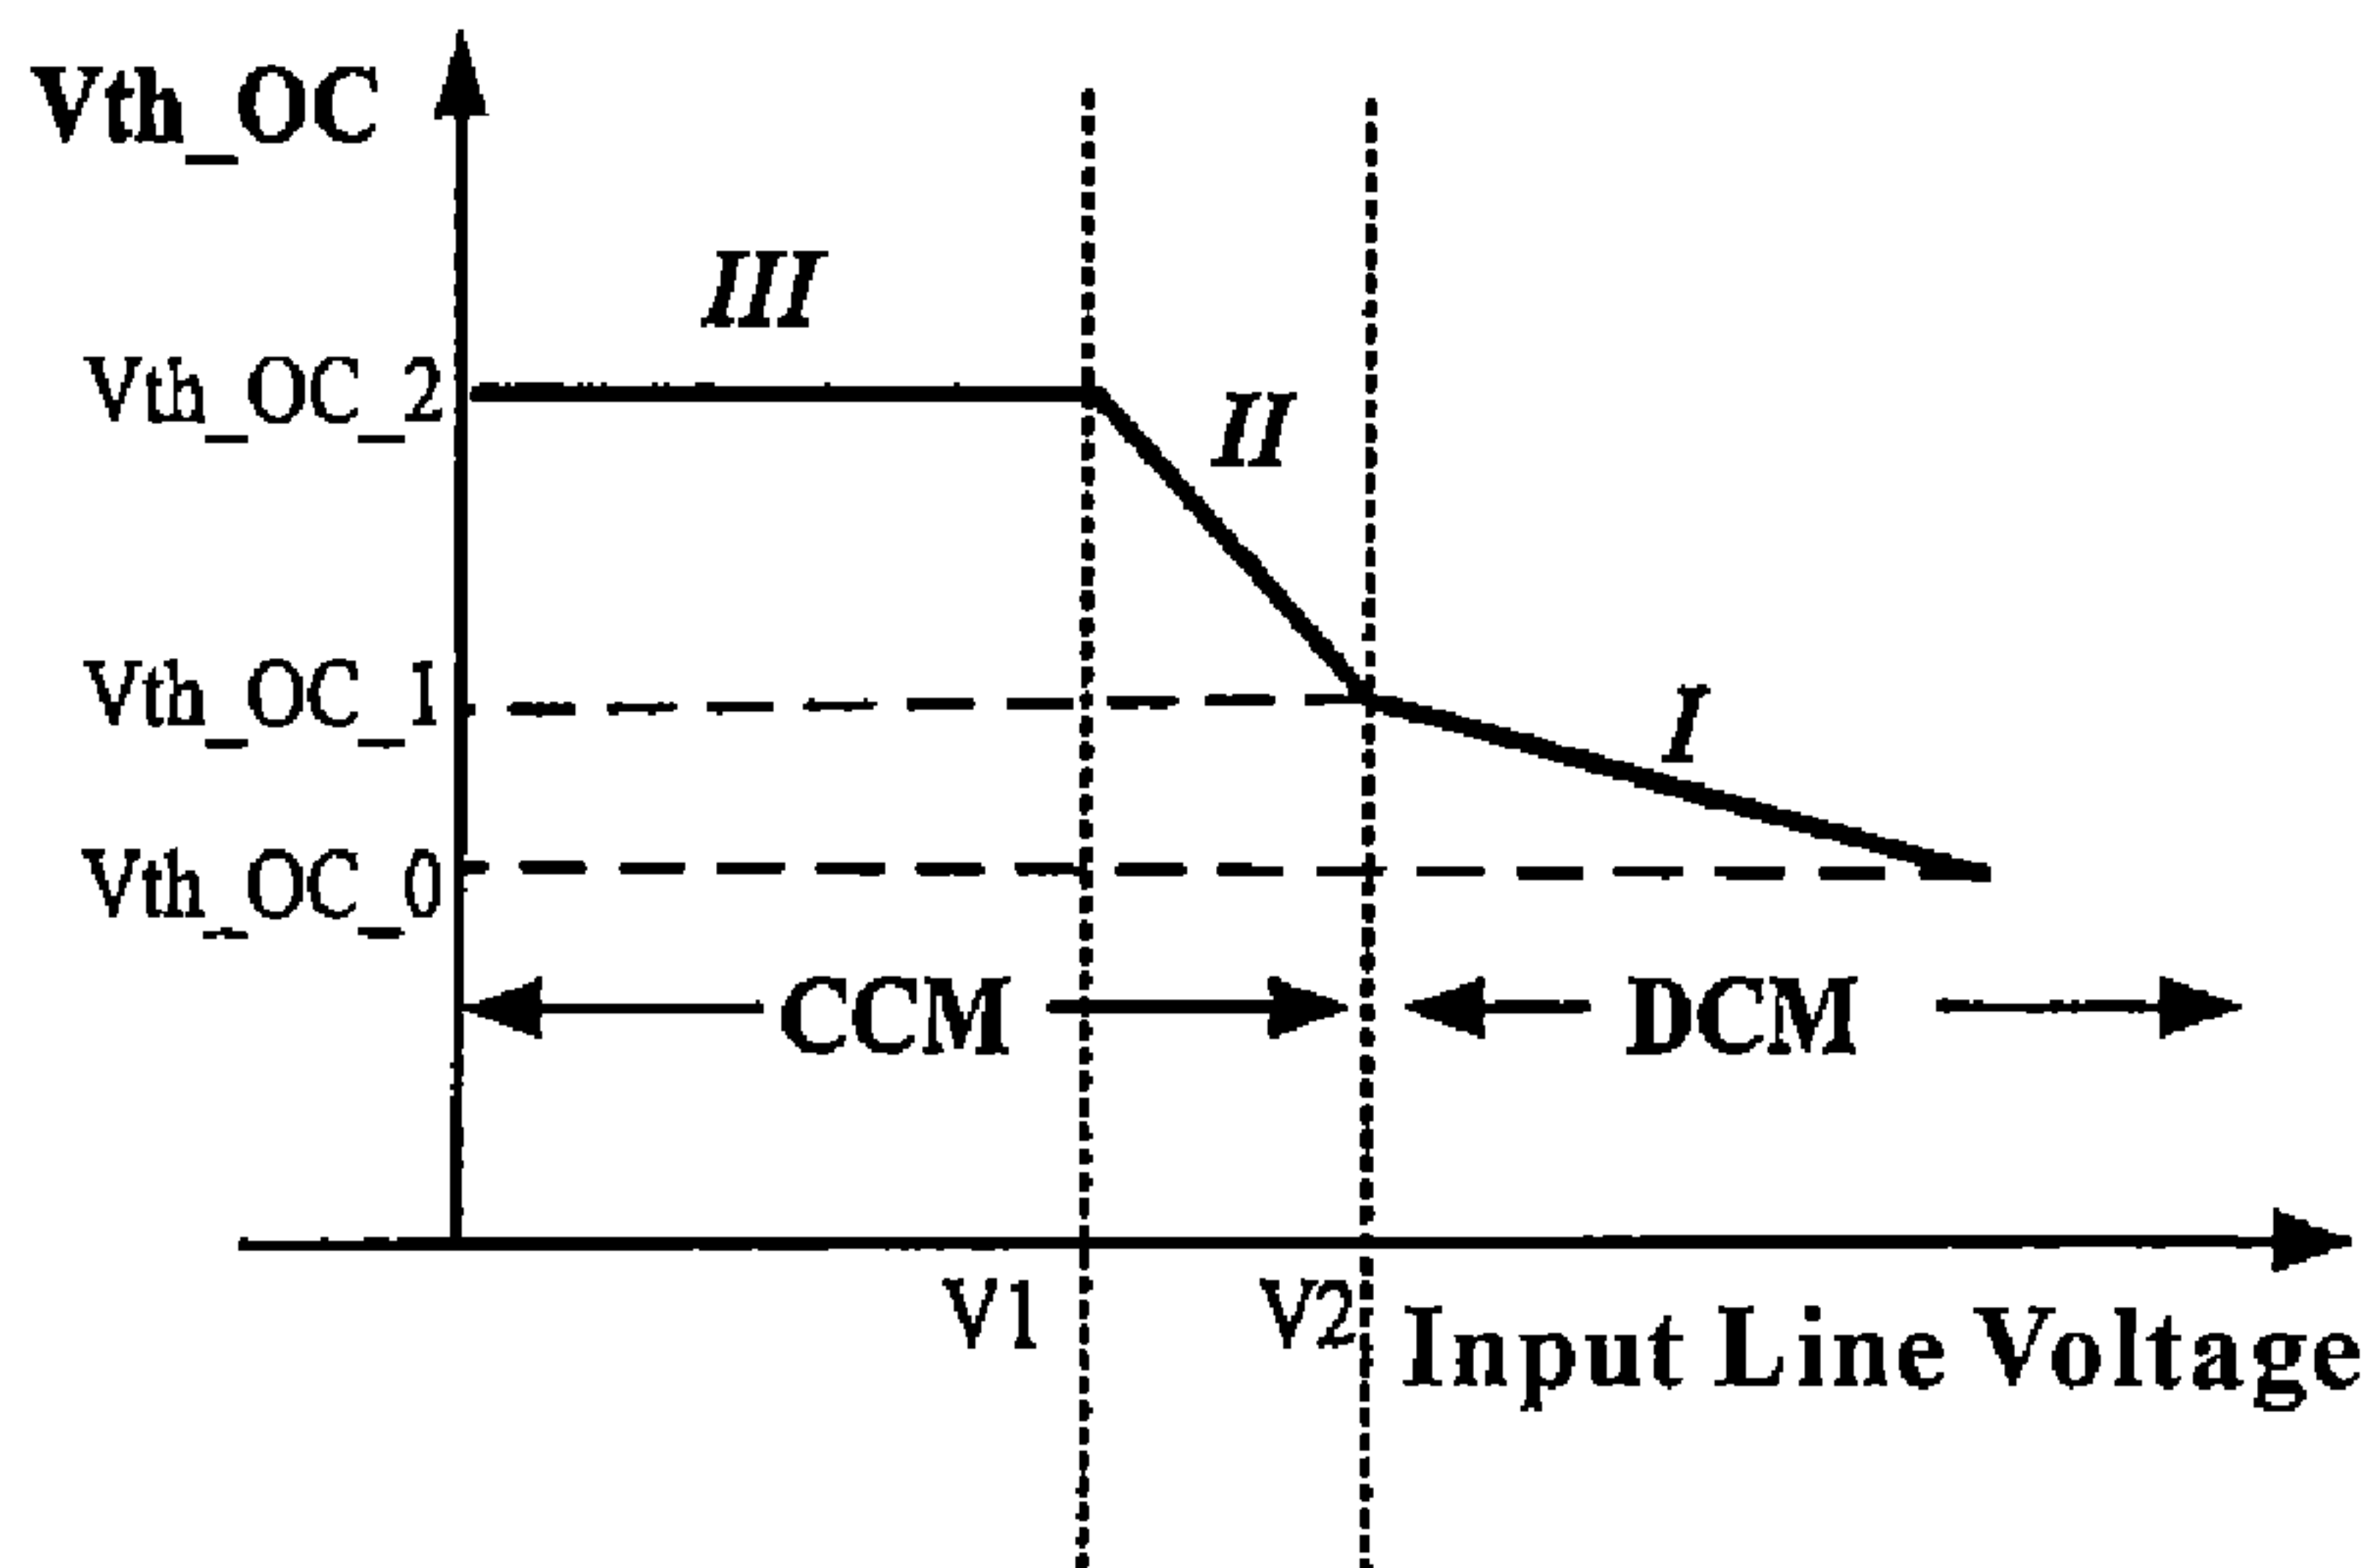 Vth_OC
III
Vth_OC_2
II
Vth_OC_1
I
Vth_OC_0
CCM
DCM
V1
V2
Input Line Voltage